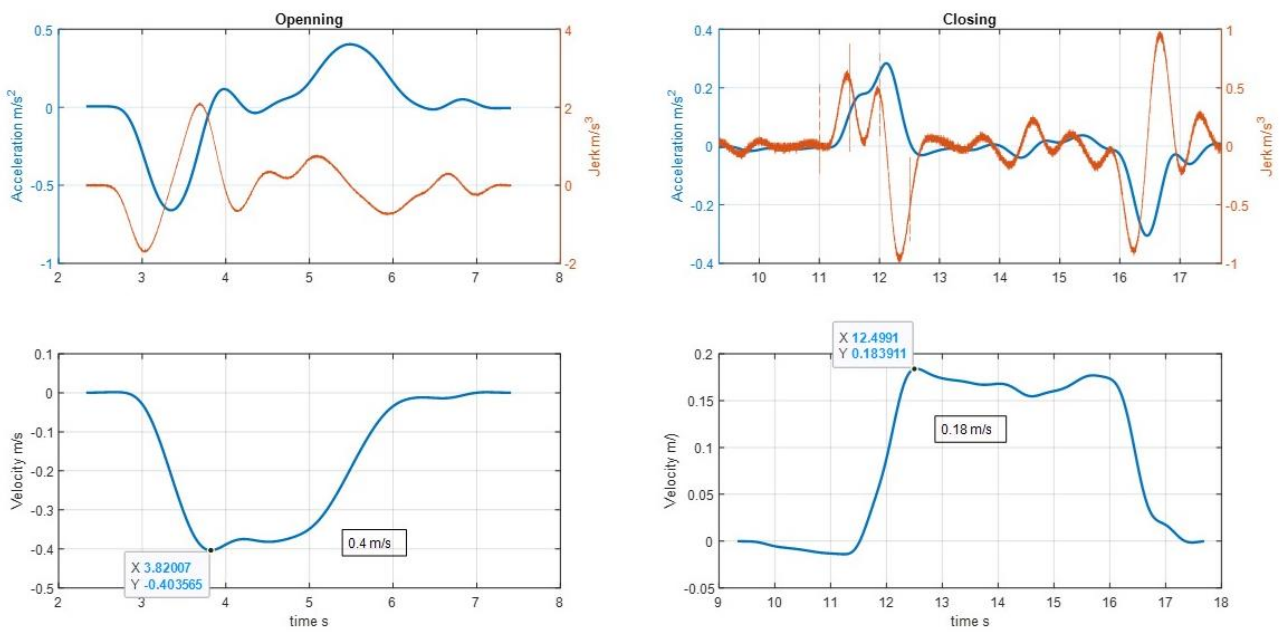 Openning
0.5
0
-0.5
-1
Acceleration m/s²
4
2
0
-2
Jerk m/s³
2 3 4 5 6 7 8
Closing
0.4
0.2
0
-0.2
-0.4
Acceleration m/s²
1
0.5
0
-0.5
-1
Jerk m/s³
10 11 12 13 14 15 16 17
0.1
0
-0.1
-0.2
-0.3
-0.4
-0.5
Velocity m/s
X 3.82007
Y -0.403565
0.4 m/s
2 3 4 5 6 7 8
time s
0.2
0.15
0.1
0.05
0
-0.05
Velocity m/)
X 12.4991
Y 0.183911
0.18 m/s
9 10 11 12 13 14 15 16 17 18
time s